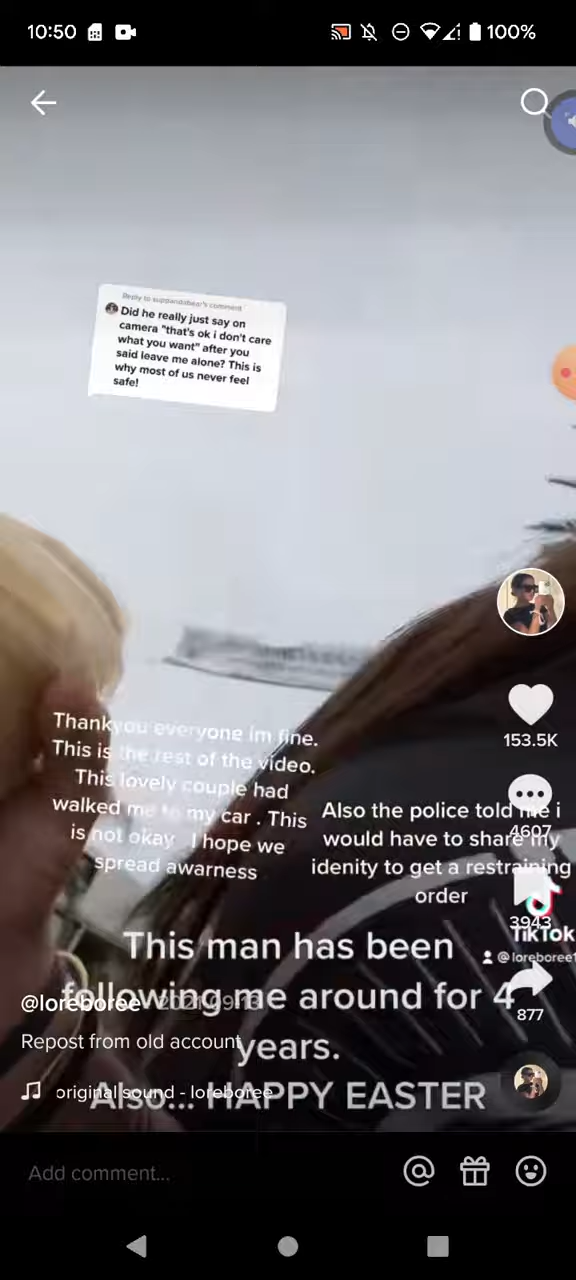 10:50
100%
Reply to suppandabear's comment
Did he really just say on
camera "that's ok i don't care
what you want" after you
said leave me alone? This is
why most of us never feel
safe!
153.5K
Thankyou everyone im fine.
This is the rest of the video.
This lovely couple had
walked me to my car . This
is not okay I hope we
spread awarness
Also the police told me i
would have to share my
idenity to get a restraining
order
4607
3943
TikTok
@loreboree1
This man has been
following me around for 4
years.
Also... HAPPY EASTER
877
@loreboree
Repost from old account
original sound - loreboree
Add comment...